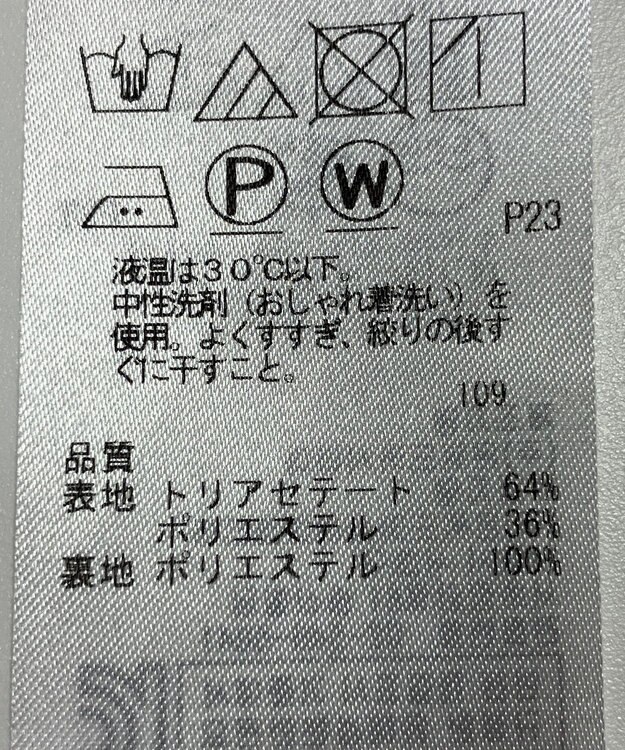 P
W
P23
液温は30℃以下。
中性洗剤（おしゃれ着洗い）を
使用。よくすすぎ、絞りの後す
ぐに干すこと。
109
品質
表地 トリアセテート 64%
ポリエステル 36%
裏地 ポリエステル 100%